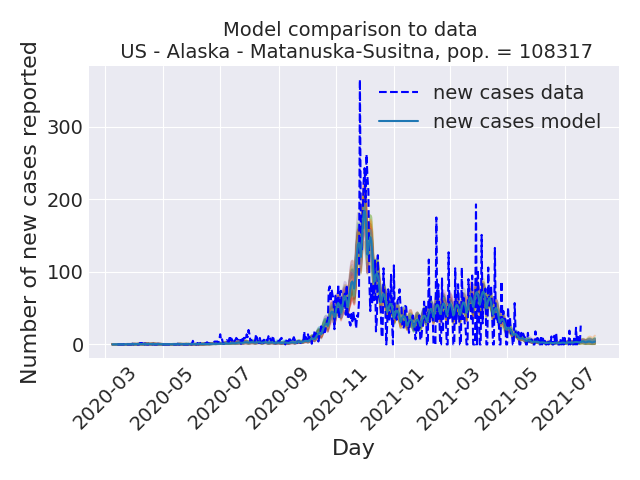 Model comparison to data
US - Alaska - Matanuska-Susitna, pop. = 108317
Number of new cases reported
300
200
100
0
new cases data
new cases model
2020-03
2020-05
2020-07
2020-09
2020-11
2021-01
2021-03
2021-05
2021-07
Day